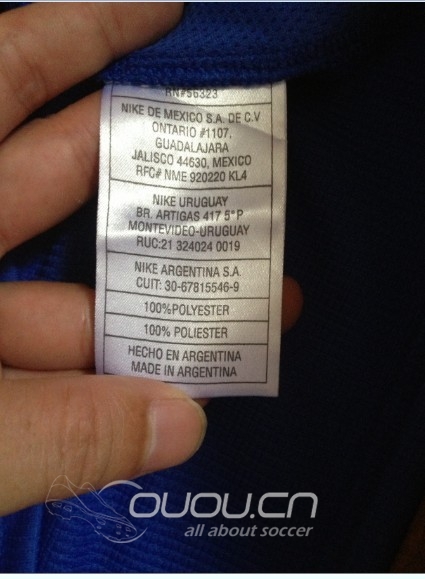 RN#56323
NIKE DE MEXICO S.A. DE C.V
ONTARIO #1107,
GUADALAJARA
JALISCO 44630, MEXICO
RFC# NME 920220 KL4
NIKE URUGUAY
BR. ARTIGAS 417 5° P
MONTEVIDEO-URUGUAY
RUC:21 324024 0019
NIKE ARGENTINA S.A.
CUIT: 30-67815546-9
100%POLYESTER
100% POLIESTER
HECHO EN ARGENTINA
MADE IN ARGENTINA
OUOU.CN
all about soccer